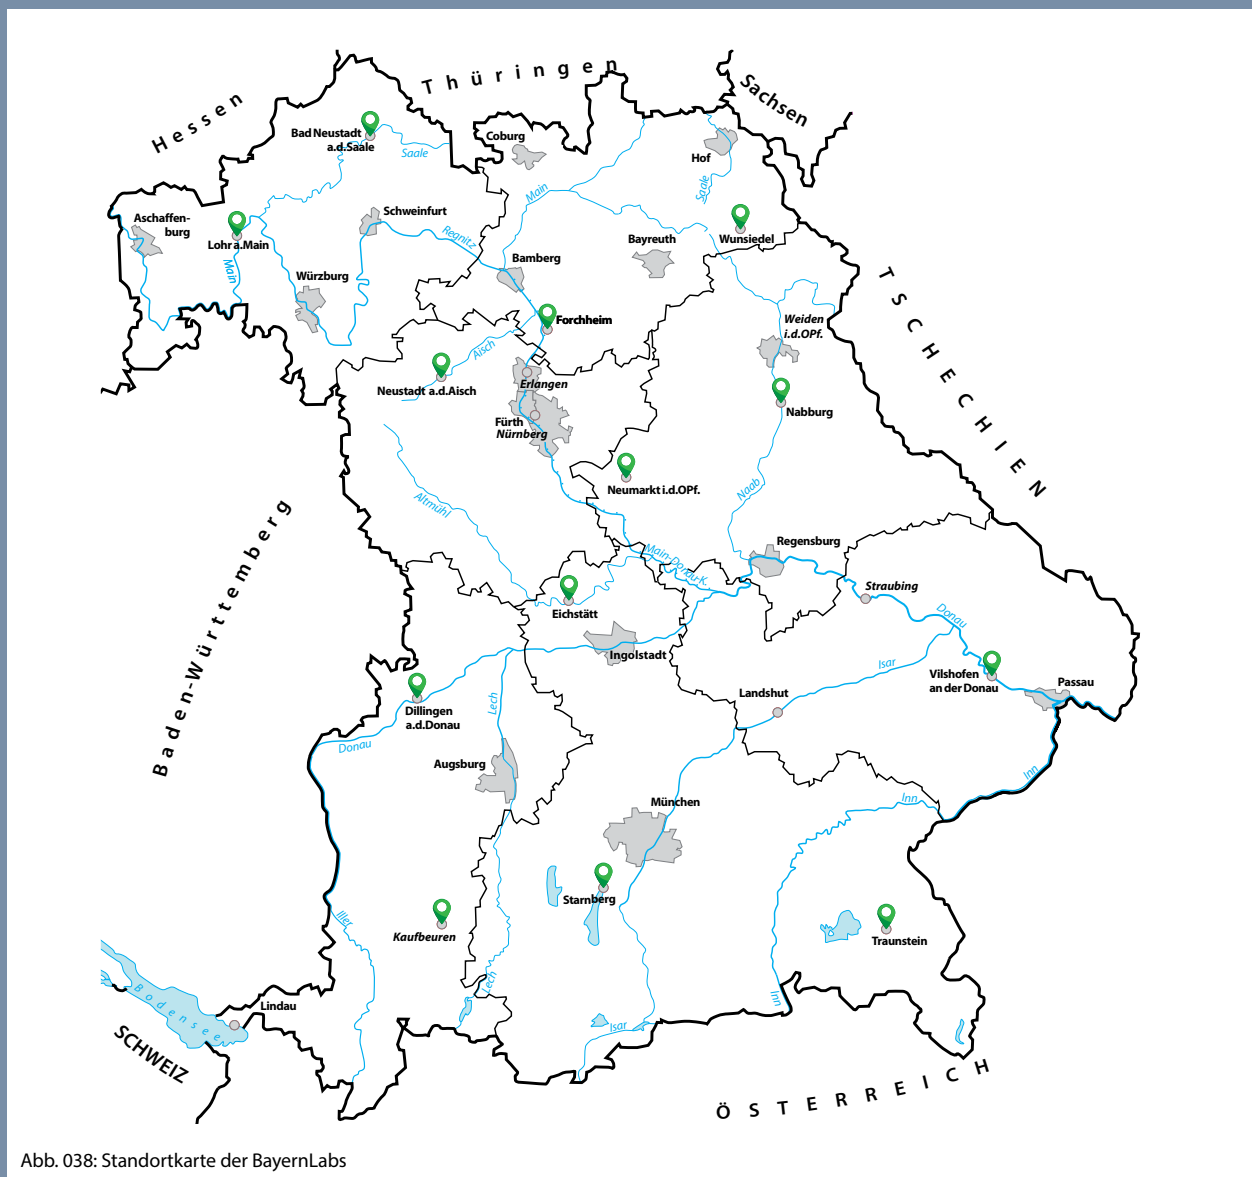 Thüringen
Hessen
Sachsen
Bad Neustadt
a.d.Saale
Saale
Coburg
Hof
Saale
Main
Aschaffen-
burg
Schweinfurt
Lohr a.Main
Main
Regnitz
Bayreuth
Wunsiedel
Bamberg
Würzburg
TSCHECHIEN
Forchheim
Weiden
i.d.OPf.
Aisch
Neustadt a.d.Aisch
Erlangen
Nabburg
Fürth
Nürnberg
Neumarkt i.d.OPf.
Naab
Altmühl
Baden-Württemberg
Regensburg
Main-Donau-K.
Straubing
Eichstätt
Donau
Ingolstadt
Isar
Vilshofen
an der Donau
Passau
Landshut
Lech
Dillingen
a.d.Donau
Donau
Augsburg
Inn
München
Inn
Starnberg
Iller
Kaufbeuren
Traunstein
Lech
Inn
Bodensee
Lindau
Isar
SCHWEIZ
ÖSTERREICH
Abb. 038: Standortkarte der BayernLabs